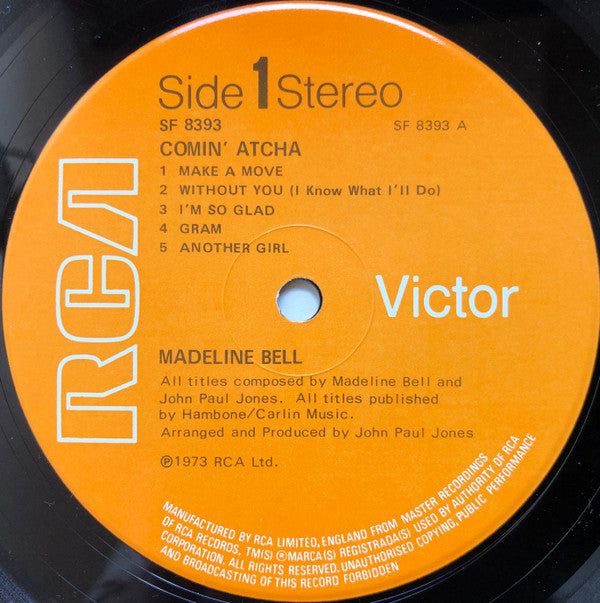 Side 1 Stereo
SF 8393 SF 8393 A
COMIN' ATCHA
1 MAKE A MOVE
2 WITHOUT YOU (I Know What I'll Do)
3 I'M SO GLAD
4 GRAM
5 ANOTHER GIRL
RCA
Victor
MADELINE BELL
All titles composed by Madeline Bell and
John Paul Jones. All titles published
by Hambone/Carlin Music.
Arranged and Produced by John Paul Jones
℗1973 RCA Ltd.
MANUFACTURED BY RCA LIMITED, ENGLAND FROM MASTER RECORDINGS
OF RCA RECORDS, TM(S) ® MARCA(S) REGISTRADA(S) USED BY AUTHORITY OF RCA
CORPORATION. ALL RIGHTS RESERVED. UNAUTHORISED COPYING, PUBLIC PERFORMANCE
AND BROADCASTING OF THIS RECORD FORBIDDEN